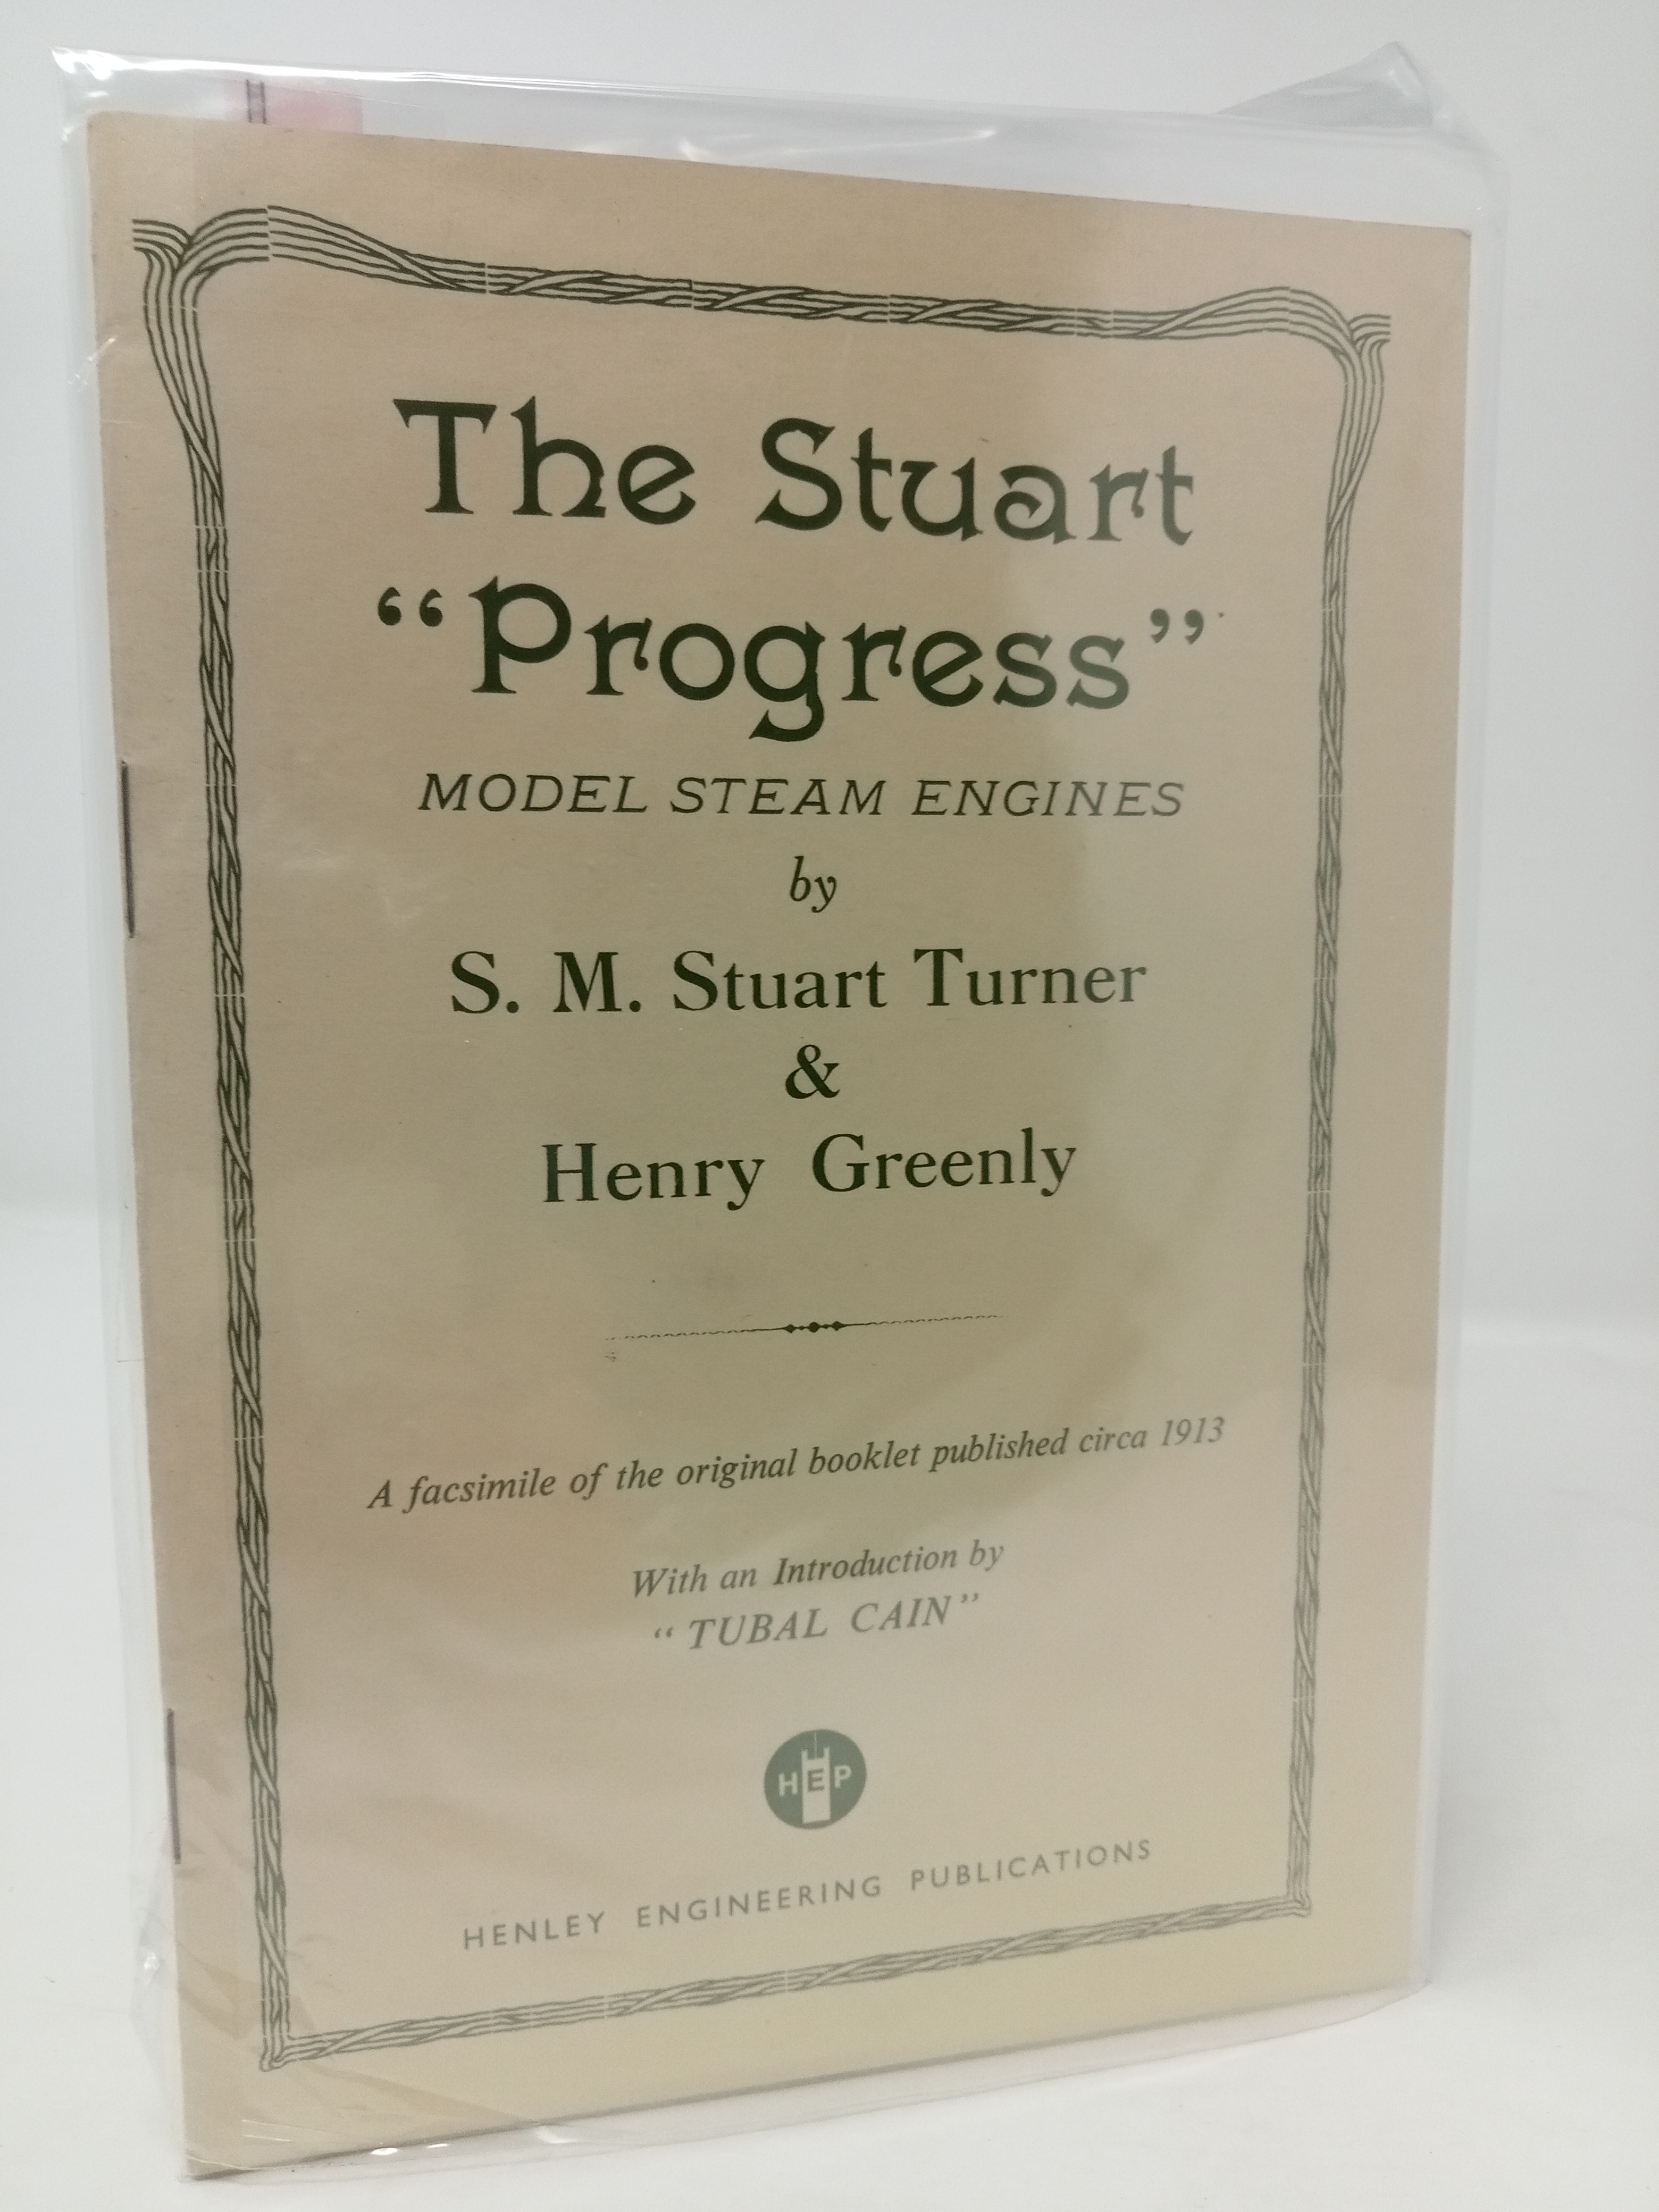 The Stuart
“Progress”
MODEL STEAM ENGINES
by
S. M. Stuart Turner
&
Henry Greenly
A facsimile of the original booklet published circa 1913
With an Introduction by
“TUBAL CAIN”
HEP
HENLEY ENGINEERING PUBLICATIONS